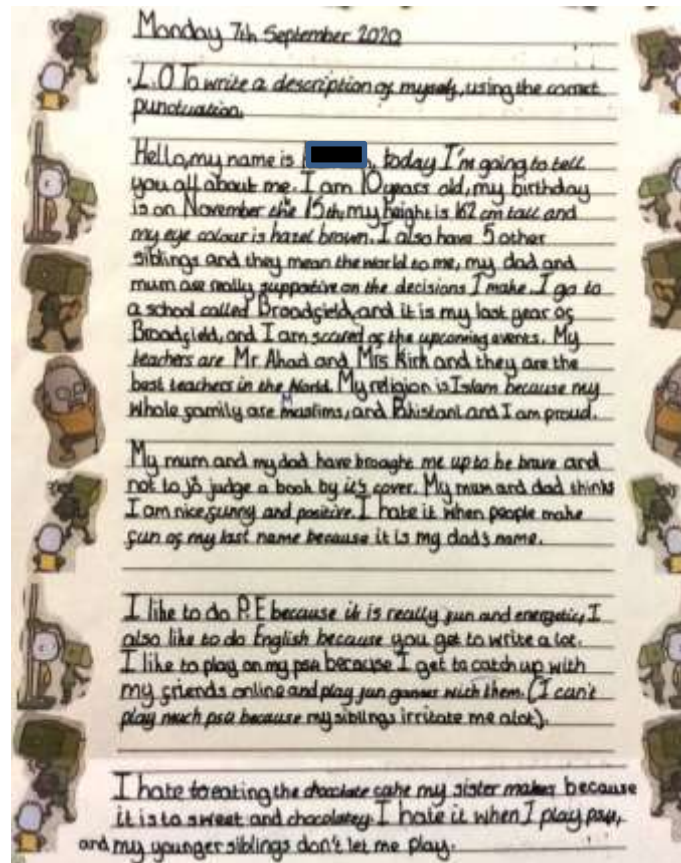 Monday 7th September 2020
L.O To write a description of myself, using the correct
punctuation.
Hello, my name is , today I'm going to tell
you all about me. I am 10 years old, my birthday
is on November the 15th, my height is 162 cm tall and
my eye colour is hazel brown. I also have 5 other
siblings and they mean the world to me, my dad and
mum are really supportive on the decisions I make. I go to
a school called Broadfield, and it is my last year of
Broadfield, and I am scared of the upcoming events. My
teachers are Mr Ahad and Mrs Kirk and they are the
best teachers in the World. My religion is Islam because my
whole family are Muslims, and Pakistani and I am proud.
My mum and my dad have brought me up to be brave and
not to jo judge a book by it's cover. My mum and dad thinks
I am nice, funny and positive. I hate it when people make
fun of my last name because it is my dad's name.
I like to do P.E because it is really fun and energetic, I
also like to do English because you get to write a lot.
I like to play on my ps4 because I get to catch up with
my friends online and play fun games with them. (I can't
play much ps4 because my siblings irritate me alot).
I hate to eating the chocolate cake my sister makes because
it is to sweet and chocolatey. I hate it when I play ps4,
and my younger siblings don't let me play.